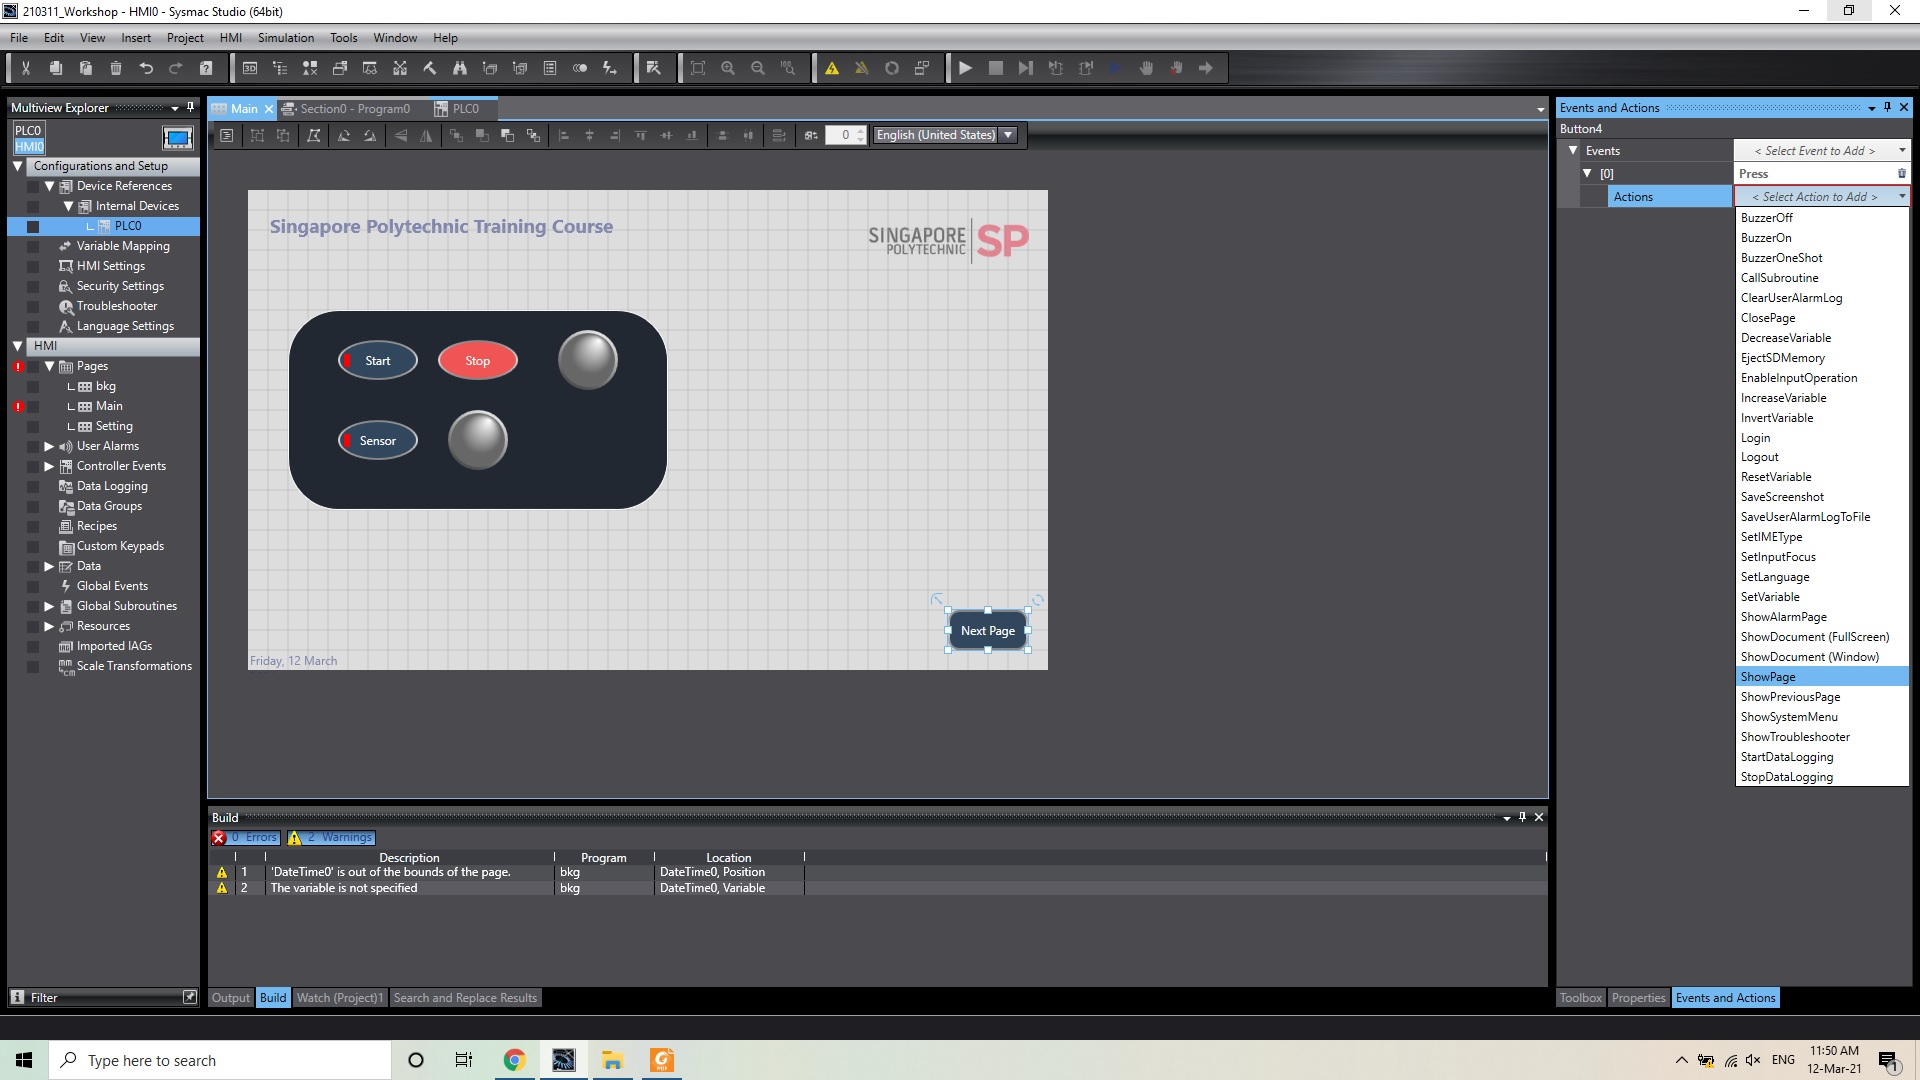 210311_Workshop - HMI0 - Sysmac Studio (64bit)
File Edit View Insert Project HMI Simulation Tools Window Help
Multiview Explorer
PLC0
HMI0
Configurations and Setup
Device References
Internal Devices
PLC0
Variable Mapping
HMI Settings
Security Settings
Troubleshooter
Language Settings
HMI
Pages
bkg
Main
Setting
User Alarms
Controller Events
Data Logging
Data Groups
Recipes
Custom Keypads
Data
Global Events
Global Subroutines
Resources
Imported IAGs
Scale Transformations
Filter
Main Section0 - Program0 PLC0
0 English (United States)
Singapore Polytechnic Training Course
SINGAPORE
POLYTECHNIC
SP
Start Stop
Sensor
Next Page
Friday, 12 March
Build
0 Errors 2 Warnings
Description Program Location
1 'DateTime0' is out of the bounds of the page. bkg DateTime0, Position
2 The variable is not specified bkg DateTime0, Variable
Output Build Watch (Project)1 Search and Replace Results
Events and Actions
Button4
Events < Select Event to Add >
[0] Press
Actions < Select Action to Add >
BuzzerOff
BuzzerOn
BuzzerOneShot
CallSubroutine
ClearUserAlarmLog
ClosePage
DecreaseVariable
EjectSDMemory
EnableInputOperation
IncreaseVariable
InvertVariable
Login
Logout
ResetVariable
SaveScreenshot
SaveUserAlarmLogToFile
SetIMEType
SetInputFocus
SetLanguage
SetVariable
ShowAlarmPage
ShowDocument (FullScreen)
ShowDocument (Window)
ShowPage
ShowPreviousPage
ShowSystemMenu
ShowTroubleshooter
StartDataLogging
StopDataLogging
Toolbox Properties Events and Actions
Type here to search
ENG
11:50 AM
12-Mar-21
1